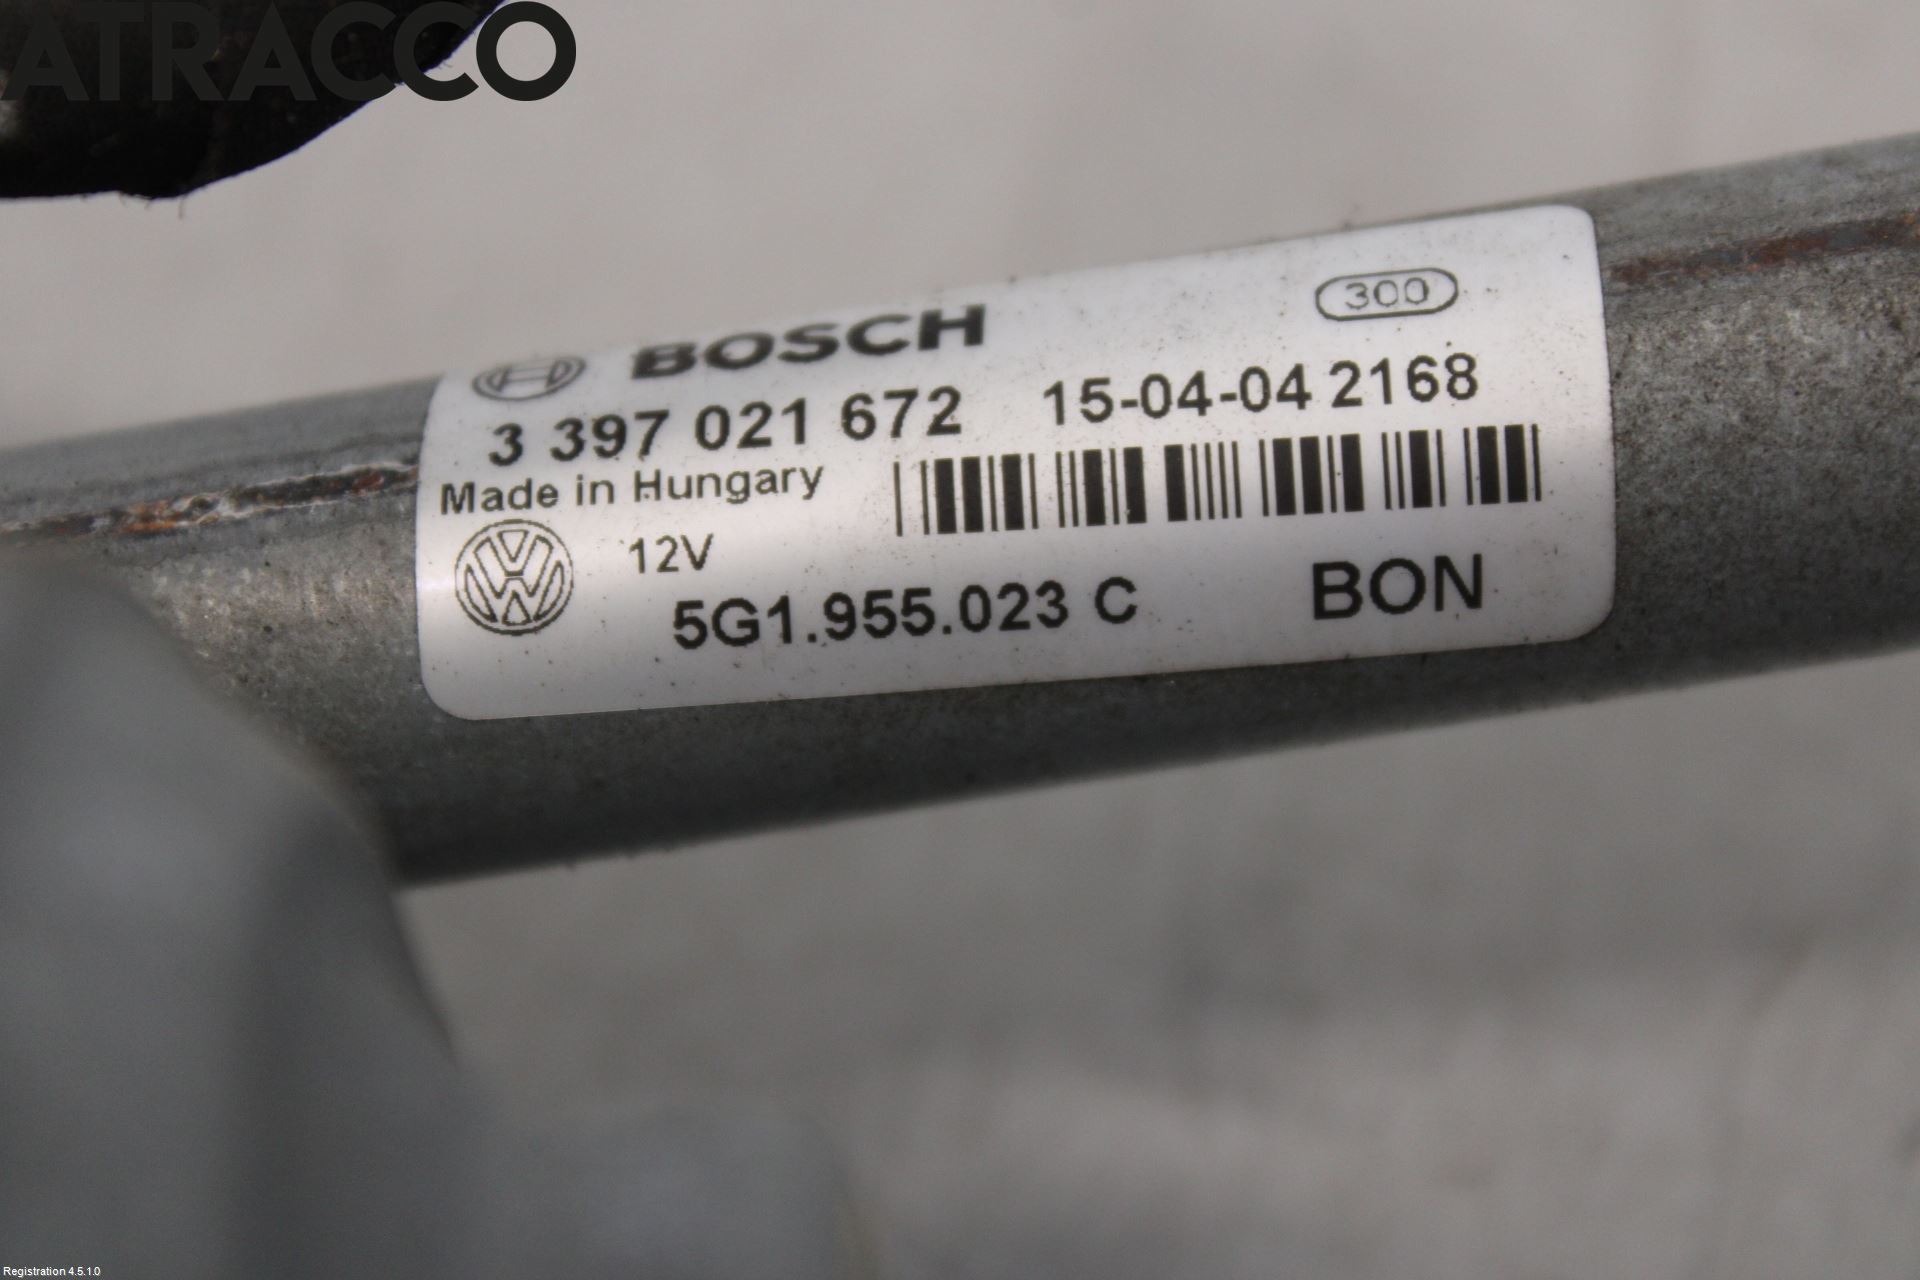 ATRACCO
300
BOSCH
3 397 021 672 15-04-04 2168
Made in Hungary
12V
5G1.955.023 C BON
Registration 4.5.1.0